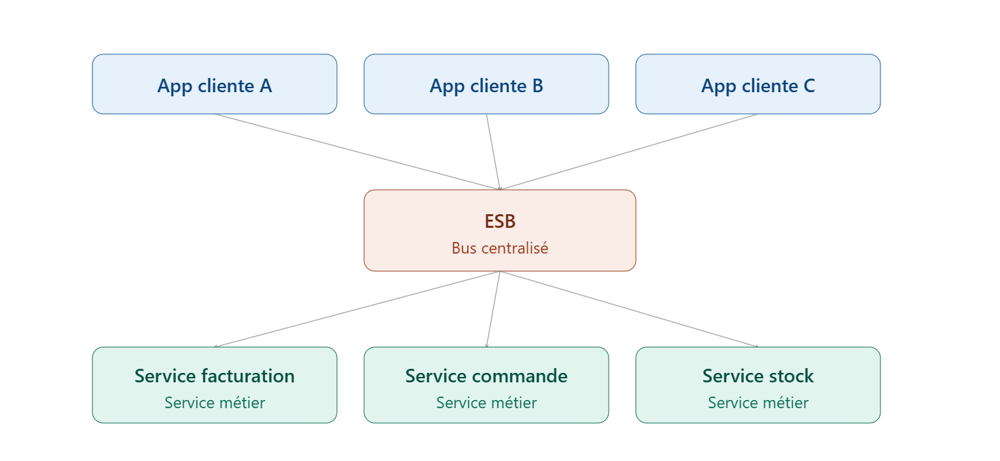 App cliente A
App cliente B
App cliente C
ESB
Bus centralisé
Service facturation
Service métier
Service commande
Service métier
Service stock
Service métier